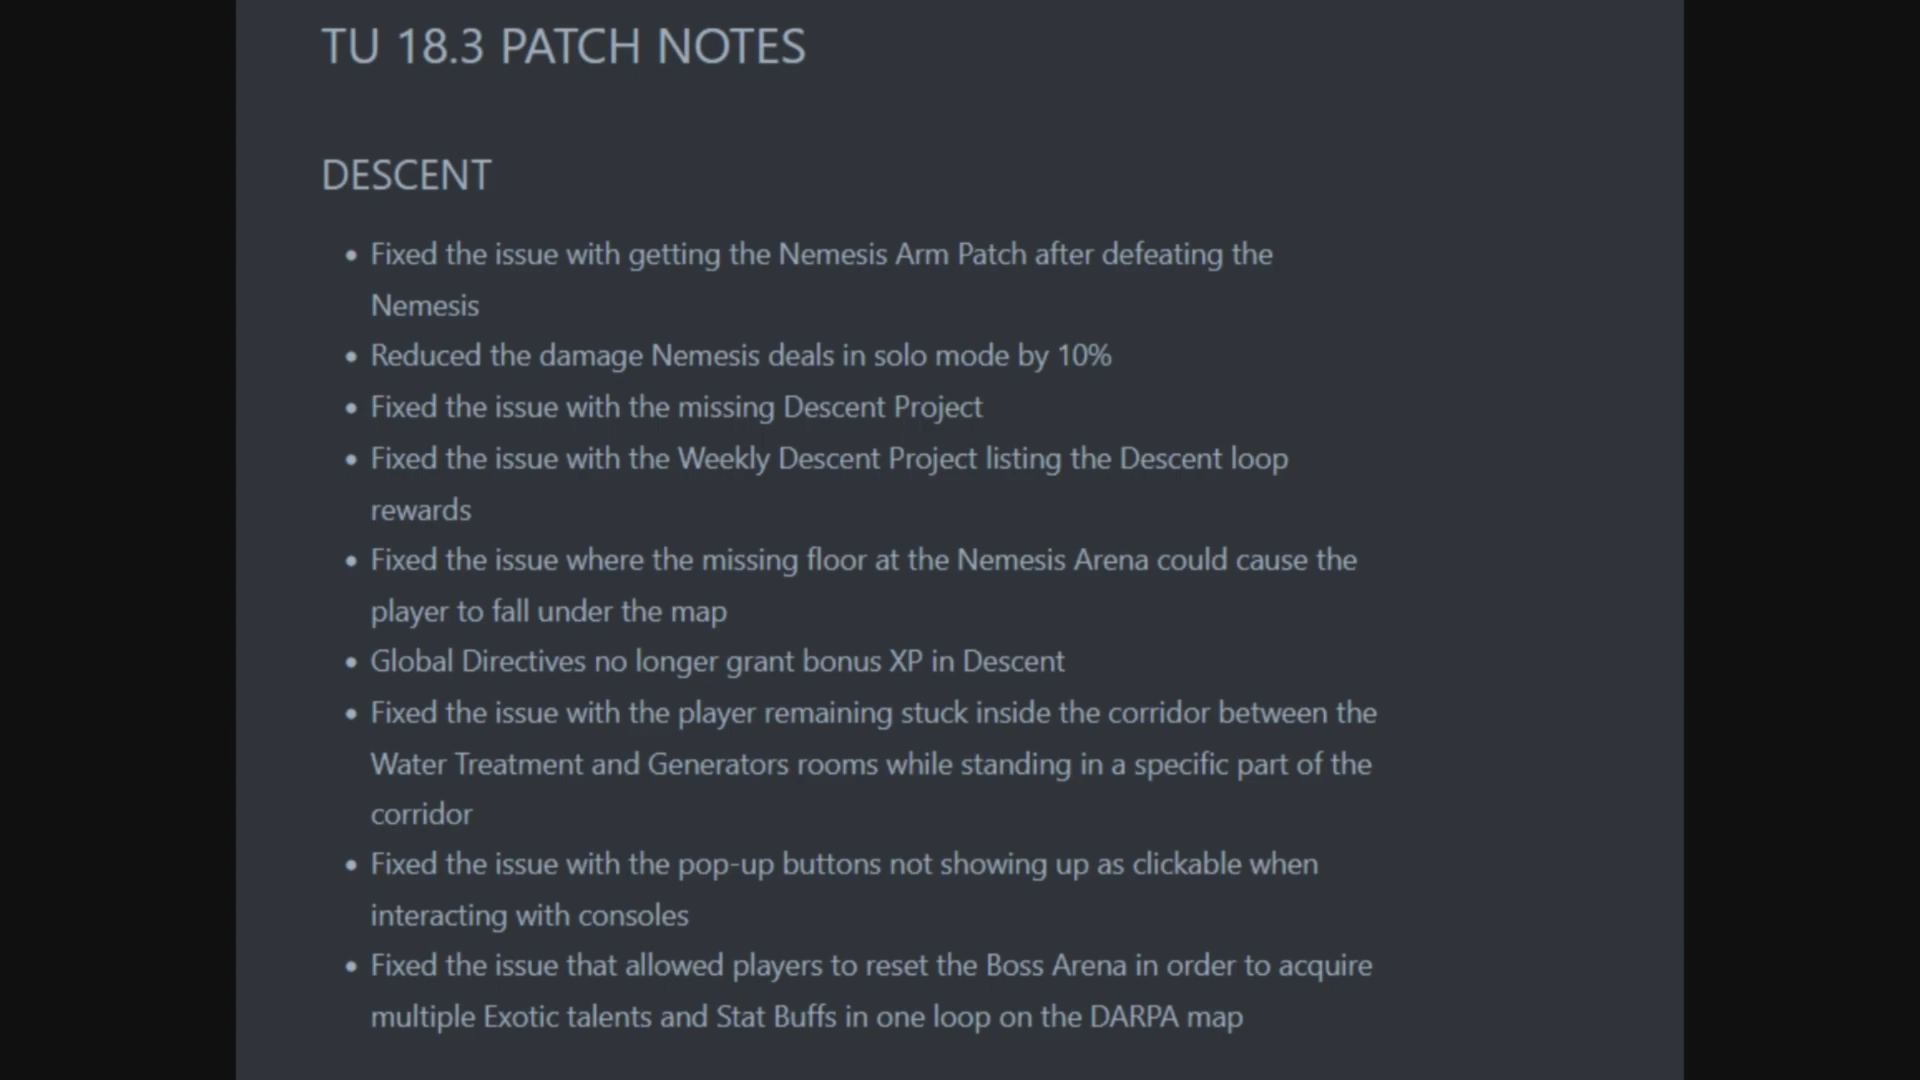 TU 18.3 PATCH NOTES
DESCENT
• Fixed the issue with getting the Nemesis Arm Patch after defeating the
Nemesis
• Reduced the damage Nemesis deals in solo mode by 10%
• Fixed the issue with the missing Descent Project
• Fixed the issue with the Weekly Descent Project listing the Descent loop
rewards
• Fixed the issue where the missing floor at the Nemesis Arena could cause the
player to fall under the map
• Global Directives no longer grant bonus XP in Descent
• Fixed the issue with the player remaining stuck inside the corridor between the
Water Treatment and Generators rooms while standing in a specific part of the
corridor
• Fixed the issue with the pop-up buttons not showing up as clickable when
interacting with consoles
• Fixed the issue that allowed players to reset the Boss Arena in order to acquire
multiple Exotic talents and Stat Buffs in one loop on the DARPA map